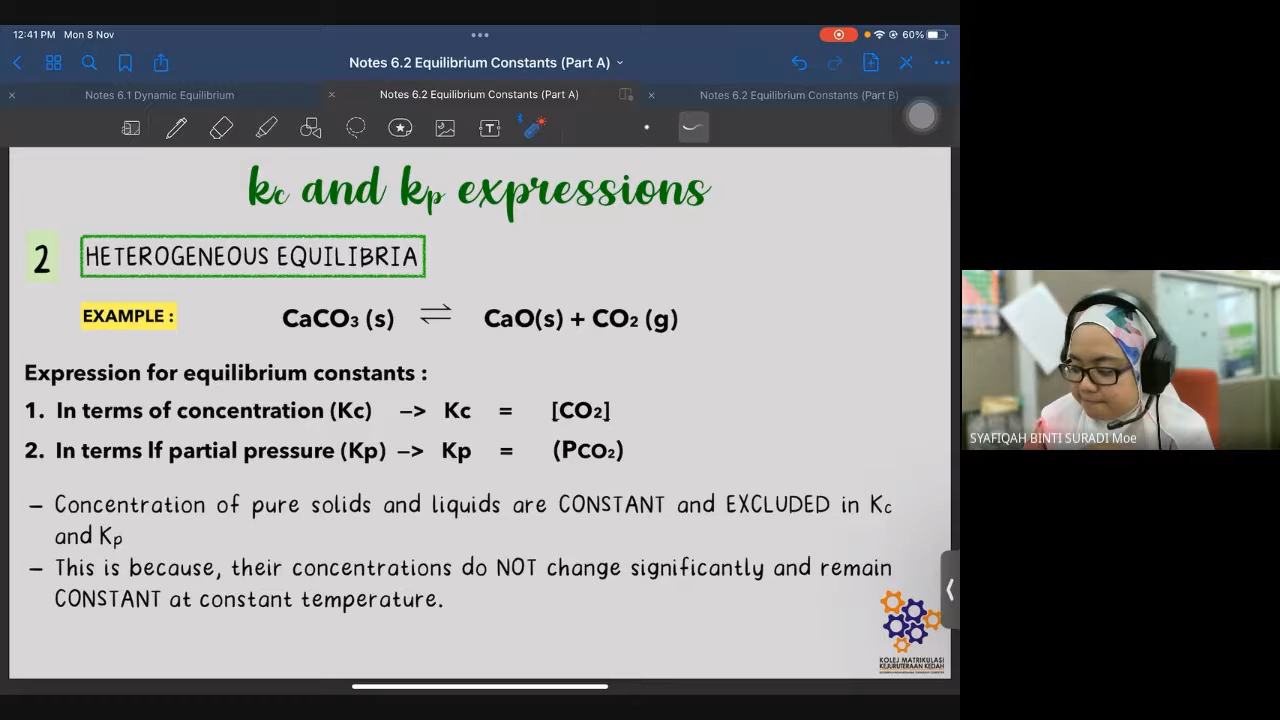 12:41 PM Mon 8 Nov
60%
Notes 6.2 Equilibrium Constants (Part A)
Notes 6.1 Dynamic Equilibrium
Notes 6.2 Equilibrium Constants (Part A)
Notes 6.2 Equilibrium Constants (Part B)
kc and kp expressions
2 HETEROGENEOUS EQUILIBRIA
EXAMPLE : CaCO₃ (s) ⇌ CaO(s) + CO₂ (g)
Expression for equilibrium constants :
1. In terms of concentration (Kc) –> Kc = [CO₂]
2. In terms lf partial pressure (Kp) –> Kp = (PCO₂)
– Concentration of pure solids and liquids are CONSTANT and EXCLUDED in Kc
and Kp
– This is because, their concentrations do NOT change significantly and remain
CONSTANT at constant temperature.
KOLEJ MATRIKULASI
KEJURUTERAAN KEDAH
SYAFIQAH BINTI SURADI Moe